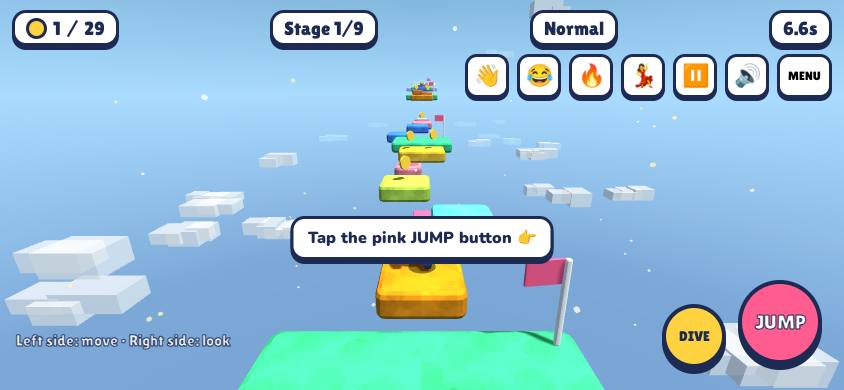 1 / 29
Stage 1/9
Normal
6.6s
MENU
Tap the pink JUMP button 👉
Left side: move · Right side: look
DIVE
JUMP